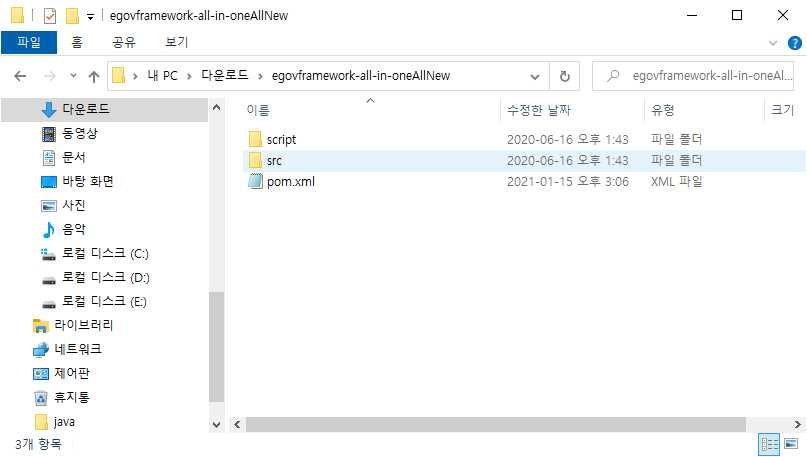 egovframework-all-in-oneAllNew
파일 홈 공유 보기
내 PC 다운로드 egovframework-all-in-oneAllNew
egovframework-all-in-oneAl...
다운로드
동영상
문서
바탕 화면
사진
음악
로컬 디스크 (C:)
로컬 디스크 (D:)
로컬 디스크 (E:)
라이브러리
네트워크
제어판
휴지통
java
이름 수정한 날짜 유형 크기
script 2020-06-16 오후 1:43 파일 폴더
src 2020-06-16 오후 1:43 파일 폴더
pom.xml 2021-01-15 오후 3:06 XML 파일
3개 항목